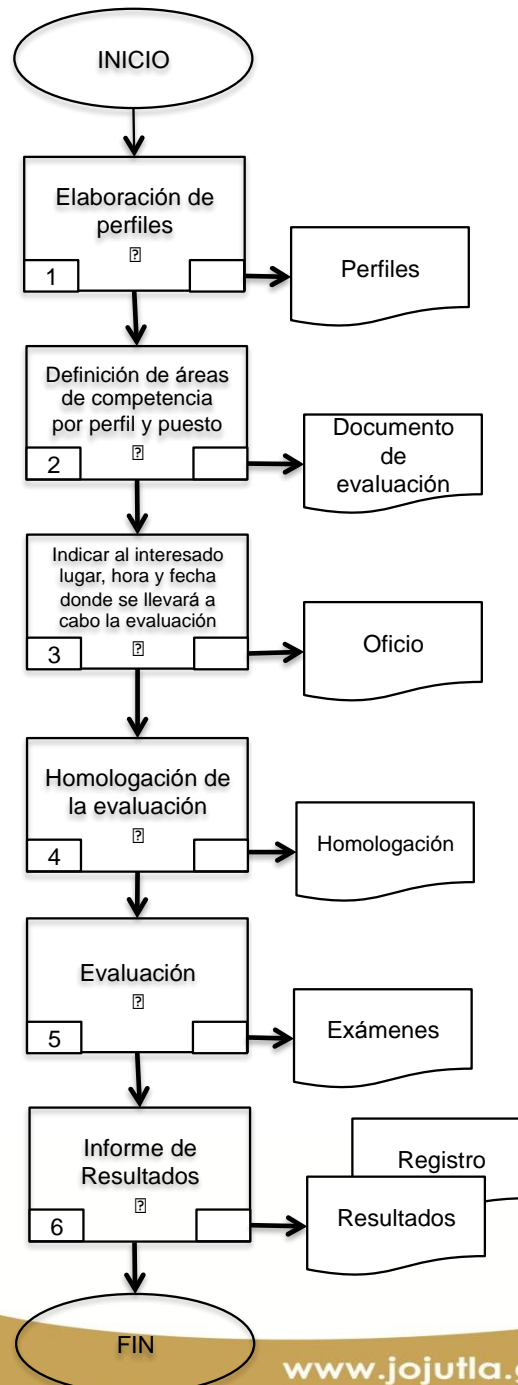 INICIO
Elaboración de
perfiles
1
Perfiles
Definición de áreas
de competencia
por perfil y puesto
2
Documento
de
evaluación
Indicar al interesado
lugar, hora y fecha
donde se llevará a
cabo la evaluación
3
Oficio
Homologación de
la evaluación
4
Homologación
Evaluación
5
Exámenes
Informe de
Resultados
6
Registro
Resultados
FIN
www.jojutla.g